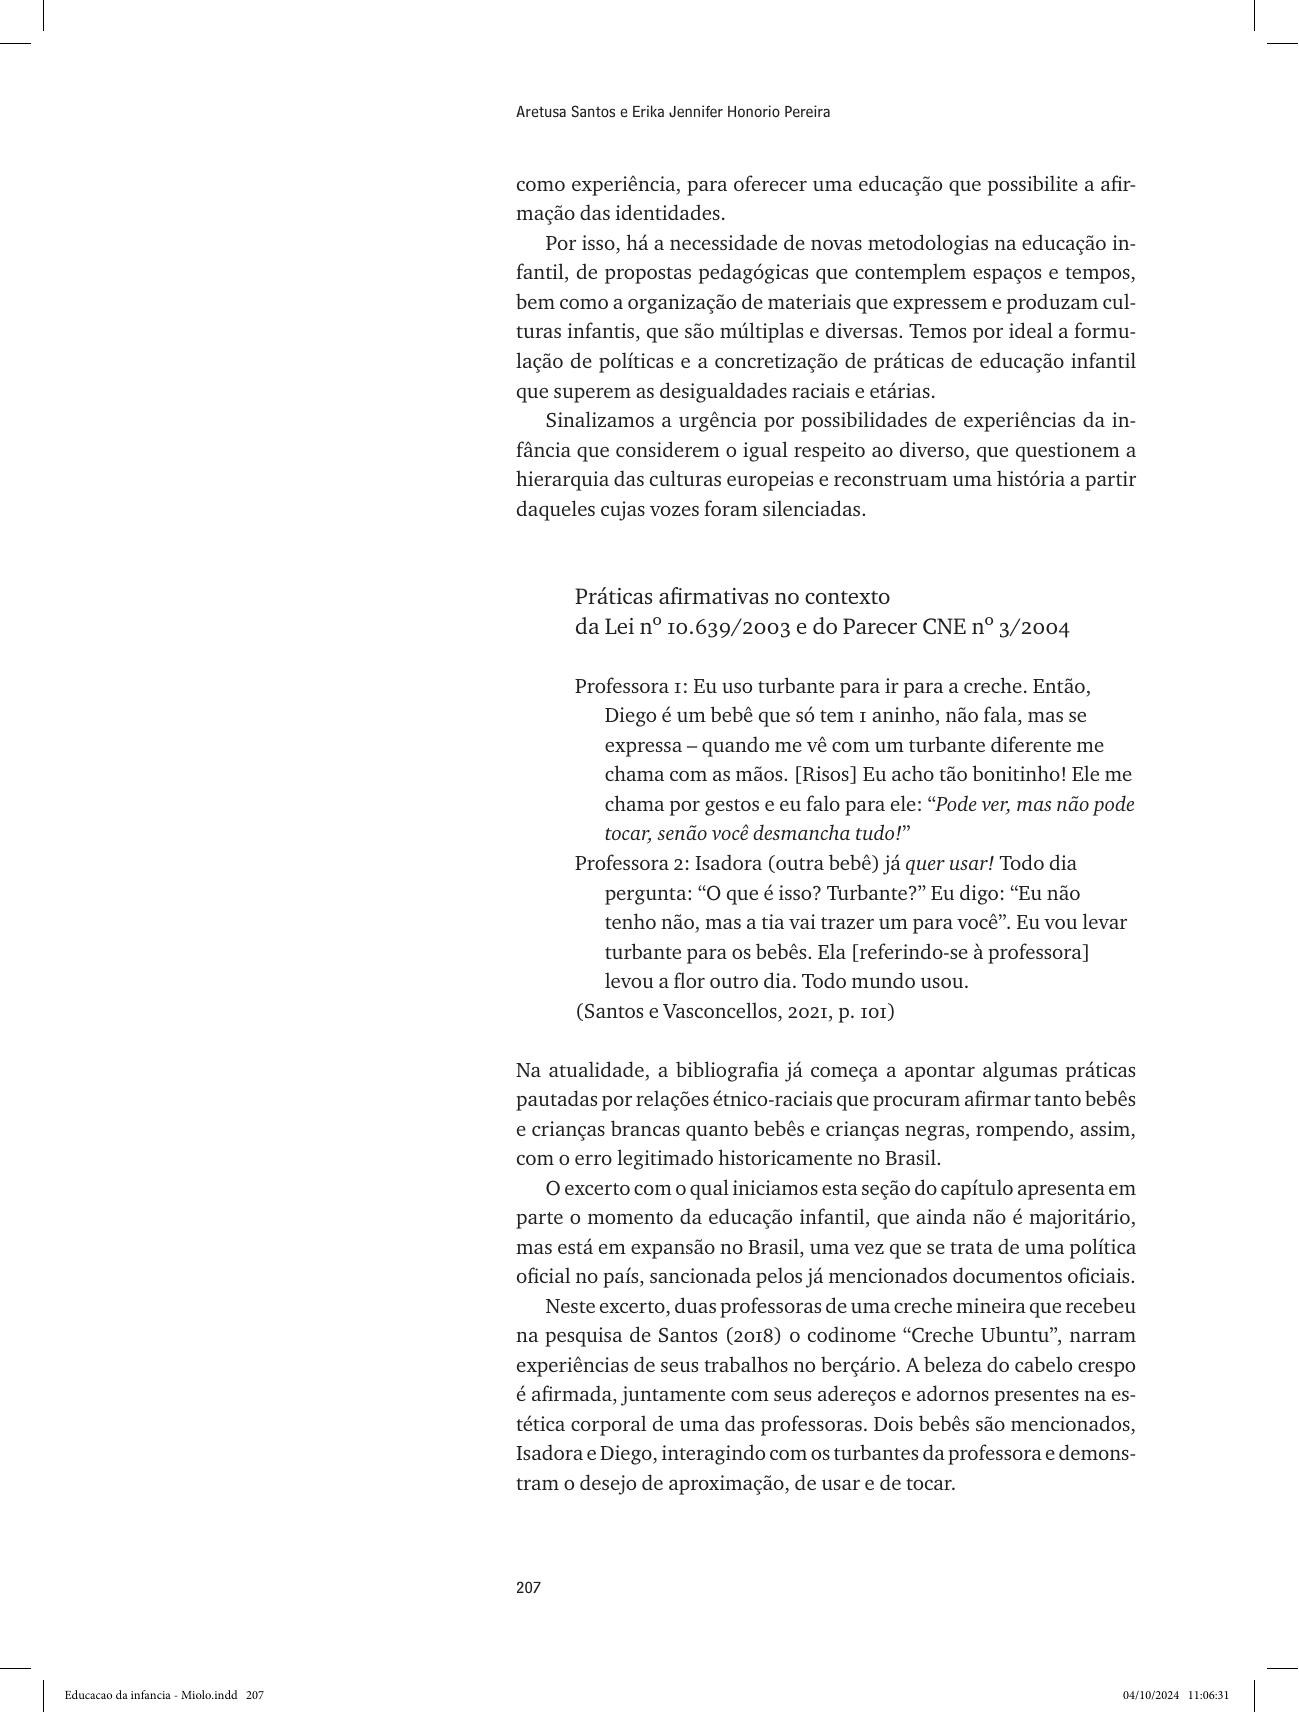 Aretusa Santos e Erika Jennifer Honorio Pereira
como experiência, para oferecer uma educação que possibilite a afir-
mação das identidades.
Por isso, há a necessidade de novas metodologias na educação in-
fantil, de propostas pedagógicas que contemplem espaços e tempos,
bem como a organização de materiais que expressem e produzam cul-
turas infantis, que são múltiplas e diversas. Temos por ideal a formu-
lação de políticas e a concretização de práticas de educação infantil
que superem as desigualdades raciais e etárias.
Sinalizamos a urgência por possibilidades de experiências da in-
fância que considerem o igual respeito ao diverso, que questionem a
hierarquia das culturas europeias e reconstruam uma história a partir
daqueles cujas vozes foram silenciadas.
Práticas afirmativas no contexto
da Lei nº 10.639/2003 e do Parecer CNE nº 3/2004
Professora 1: Eu uso turbante para ir para a creche. Então,
Diego é um bebê que só tem 1 aninho, não fala, mas se
expressa – quando me vê com um turbante diferente me
chama com as mãos. [Risos] Eu acho tão bonitinho! Ele me
chama por gestos e eu falo para ele: “Pode ver, mas não pode
tocar, senão você desmancha tudo!”
Professora 2: Isadora (outra bebê) já quer usar! Todo dia
pergunta: “O que é isso? Turbante?” Eu digo: “Eu não
tenho não, mas a tia vai trazer um para você”. Eu vou levar
turbante para os bebês. Ela [referindo-se à professora]
levou a flor outro dia. Todo mundo usou.
(Santos e Vasconcellos, 2021, p. 101)
Na atualidade, a bibliografia já começa a apontar algumas práticas
pautadas por relações étnico-raciais que procuram afirmar tanto bebês
e crianças brancas quanto bebês e crianças negras, rompendo, assim,
com o erro legitimado historicamente no Brasil.
O excerto com o qual iniciamos esta seção do capítulo apresenta em
parte o momento da educação infantil, que ainda não é majoritário,
mas está em expansão no Brasil, uma vez que se trata de uma política
oficial no país, sancionada pelos já mencionados documentos oficiais.
Neste excerto, duas professoras de uma creche mineira que recebeu
na pesquisa de Santos (2018) o codinome “Creche Ubuntu”, narram
experiências de seus trabalhos no berçário. A beleza do cabelo crespo
é afirmada, juntamente com seus adereços e adornos presentes na es-
tética corporal de uma das professoras. Dois bebês são mencionados,
Isadora e Diego, interagindo com os turbantes da professora e demons-
tram o desejo de aproximação, de usar e de tocar.
207
Educacao da infancia - Miolo.indd 207
04/10/2024 11:06:31